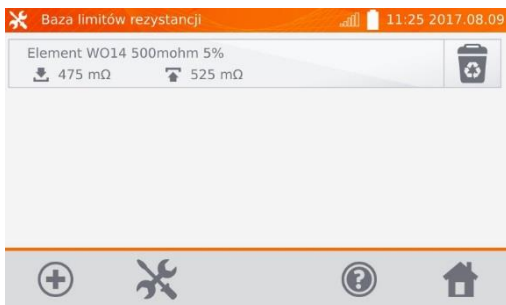 Baza limitów rezystancji 11:25 2017.08.09
Element WO14 500mohm 5%
475 mΩ 525 mΩ